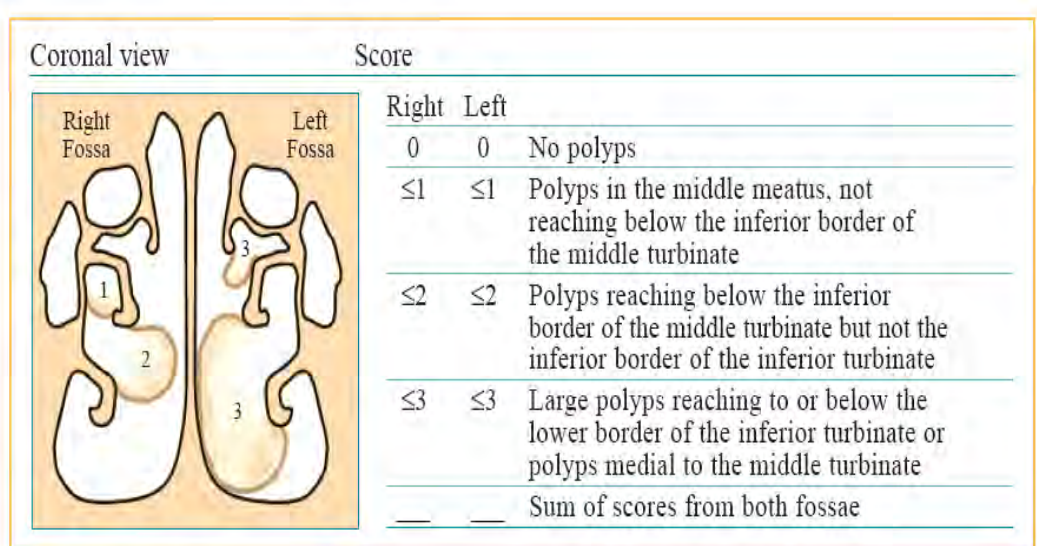 Coronal view Score
Right Fossa
Left Fossa
3
1
2
3
Right Left
0 0 No polyps
≤1 ≤1 Polyps in the middle meatus, not
reaching below the inferior border of
the middle turbinate
≤2 ≤2 Polyps reaching below the inferior
border of the middle turbinate but not the
inferior border of the inferior turbinate
≤3 ≤3 Large polyps reaching to or below the
lower border of the inferior turbinate or
polyps medial to the middle turbinate
__ __ Sum of scores from both fossae